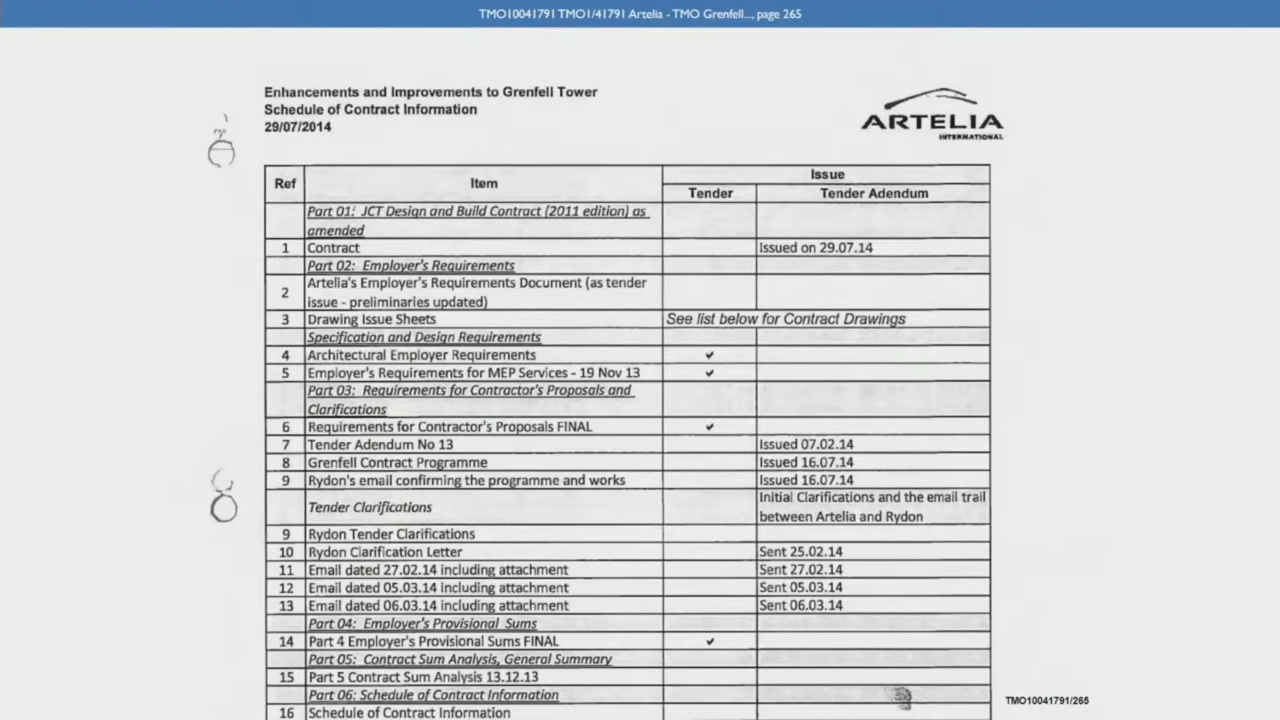 TMO10041791 TMO1/41791 Artelia - TMO Grenfell..., page 265
Enhancements and Improvements to Grenfell Tower
Schedule of Contract Information
29/07/2014
ARTELIA
INTERNATIONAL
Ref Item Issue
Tender Tender Adendum
Part 01: JCT Design and Build Contract (2011 edition) as
amended
1 Contract Issued on 29.07.14
Part 02: Employer's Requirements
2 Artelia's Employer's Requirements Document (as tender
issue - preliminaries updated)
3 Drawing Issue Sheets See list below for Contract Drawings
Specification and Design Requirements
4 Architectural Employer Requirements ✓
5 Employer's Requirements for MEP Services - 19 Nov 13 ✓
Part 03: Requirements for Contractor's Proposals and
Clarifications
6 Requirements for Contractor's Proposals FINAL ✓
7 Tender Adendum No 13 Issued 07.02.14
8 Grenfell Contract Programme Issued 16.07.14
9 Rydon's email confirming the programme and works Issued 16.07.14
Tender Clarifications Initial Clarifications and the email trail
between Artelia and Rydon
9 Rydon Tender Clarifications
10 Rydon Clarification Letter Sent 25.02.14
11 Email dated 27.02.14 including attachment Sent 27.02.14
12 Email dated 05.03.14 including attachment Sent 05.03.14
13 Email dated 06.03.14 including attachment Sent 06.03.14
Part 04: Employer's Provisional Sums
14 Part 4 Employer's Provisional Sums FINAL ✓
Part 05: Contract Sum Analysis, General Summary
15 Part 5 Contract Sum Analysis 13.12.13
Part 06: Schedule of Contract Information
16 Schedule of Contract Information
TMO10041791/265